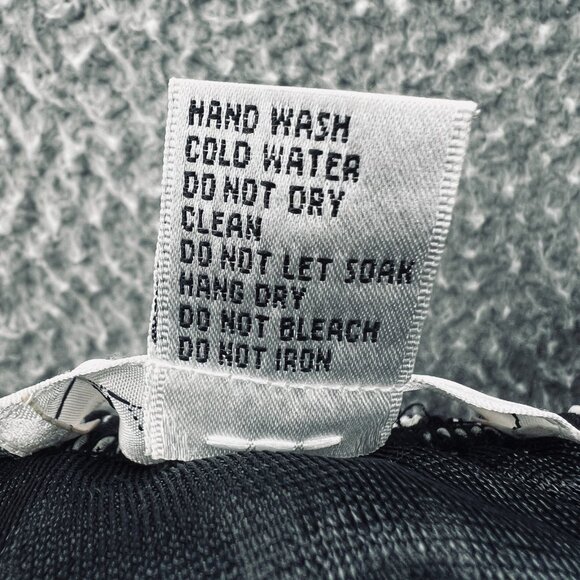 HAND WASH
COLD WATER
DO NOT DRY
CLEAN
DO NOT LET SOAK
HANG DRY
DO NOT BLEACH
DO NOT IRON